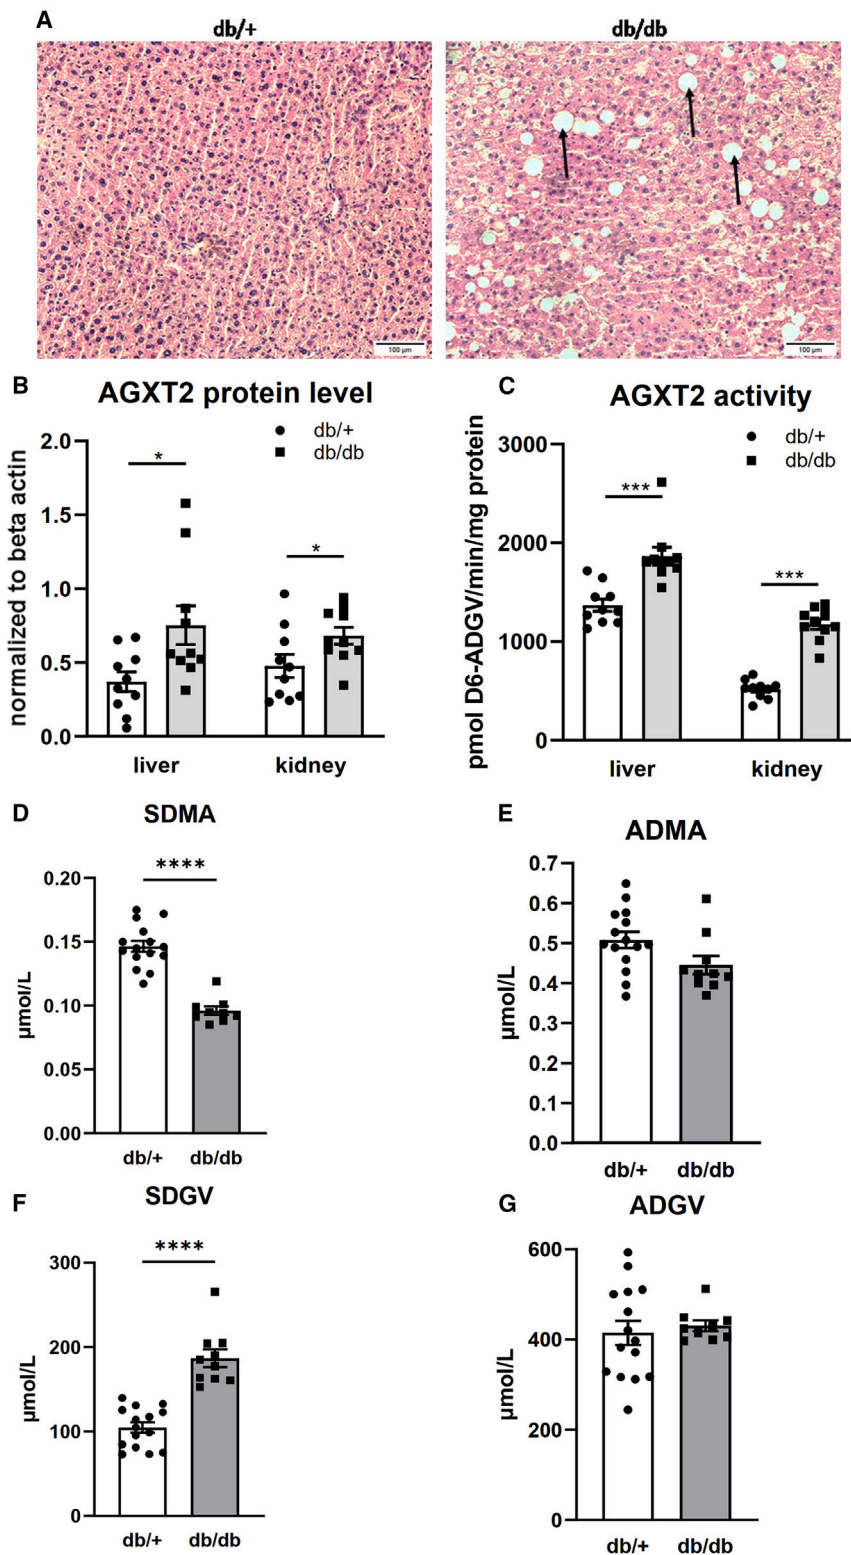 A
db/+
db/db
100 µm
100 µm
B
AGXT2 protein level
normalized to beta actin
2.0
1.5
1.0
0.5
0.0
db/+
db/db
*
*
liver
kidney
C
AGXT2 activity
pmol D6-ADGV/min/mg protein
3000
2000
1000
0
db/+
db/db
***
***
liver
kidney
D
SDMA
µmol/L
0.20
0.15
0.10
0.05
0.00
****
db/+
db/db
E
ADMA
µmol/L
0.7
0.6
0.5
0.4
0.3
0.2
0.1
0.0
db/+
db/db
F
SDGV
µmol/L
300
200
100
0
****
db/+
db/db
G
ADGV
µmol/L
600
400
200
0
db/+
db/db